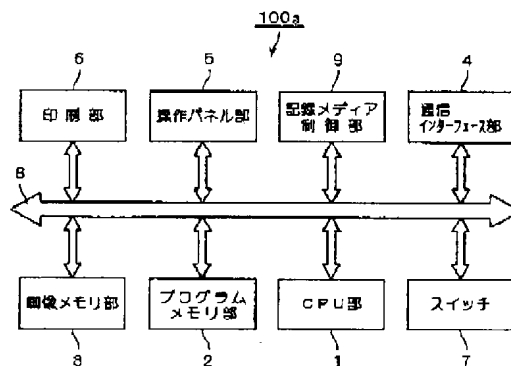 100a
6
5
9
4
印刷部
操作パネル部
記録メディア
制御部
通信
インターフェース部
8
画像メモリ部
プログラム
メモリ部
CPU部
スイッチ
3
2
1
7